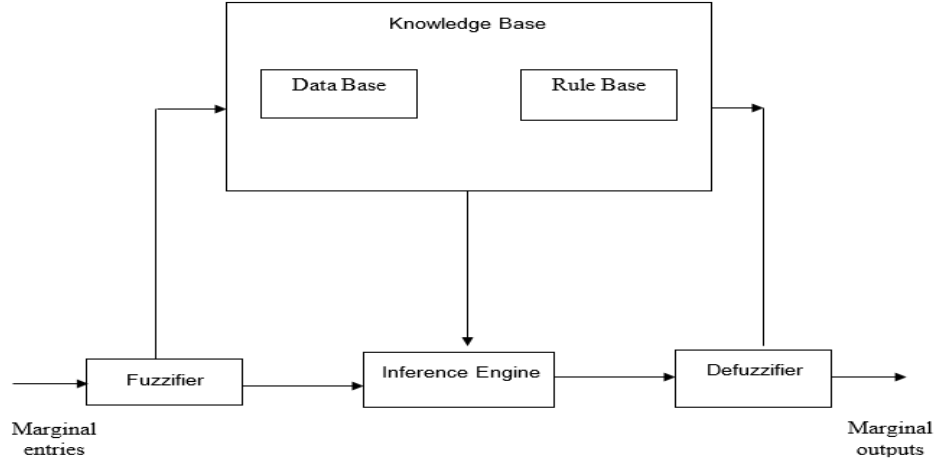 Knowledge Base
Data Base
Rule Base
Fuzzifier
Inference Engine
Defuzzifier
Marginal
entries
Marginal
outputs